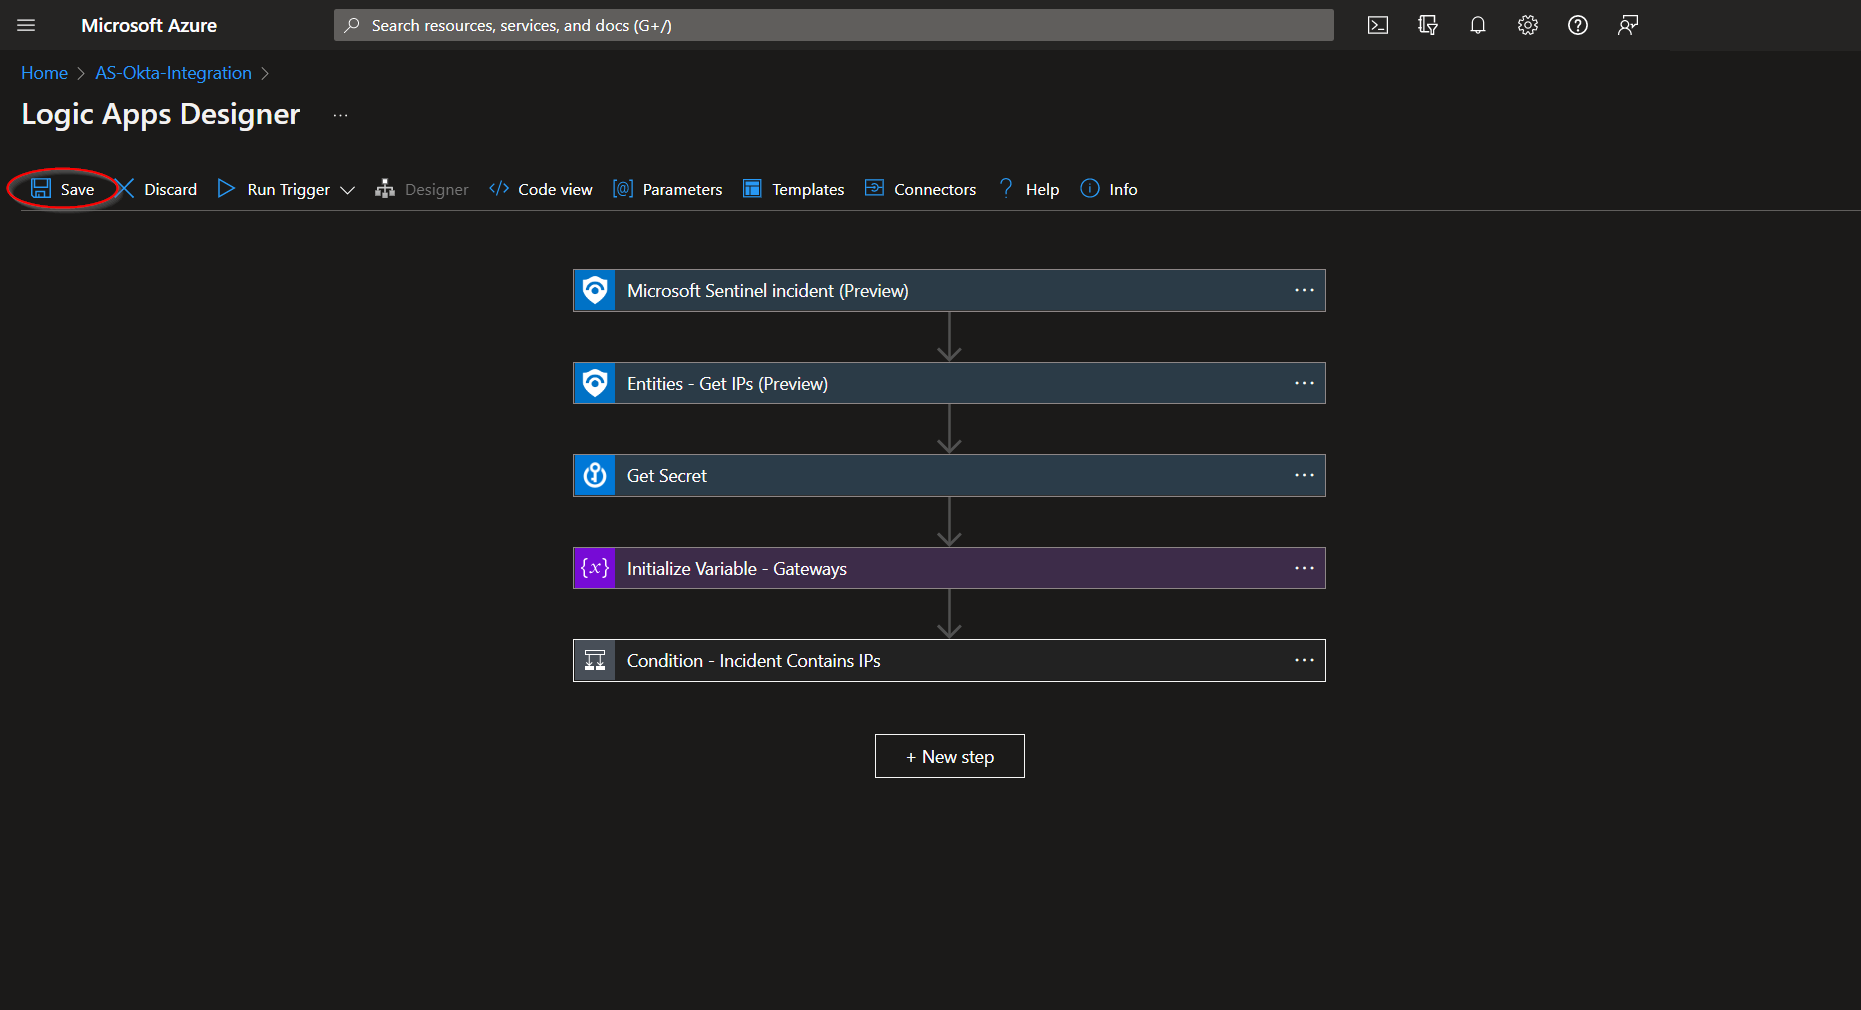 Microsoft Azure
Search resources, services, and docs (G+/)
Home > AS-Okta-Integration >
Logic Apps Designer ...
Save Discard Run Trigger Designer </> Code view [@] Parameters Templates Connectors ? Help Info
Microsoft Sentinel incident (Preview) ...
Entities - Get IPs (Preview) ...
Get Secret ...
{x} Initialize Variable - Gateways ...
Condition - Incident Contains IPs ...
+ New step